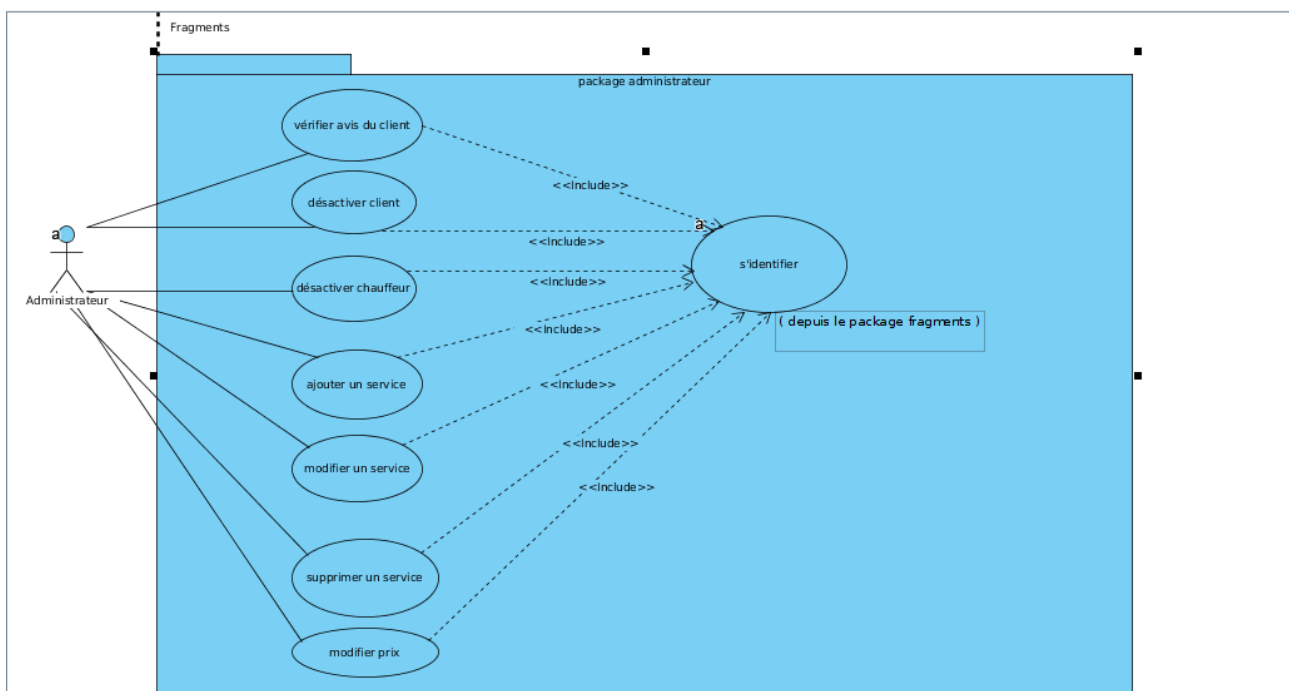 Fragments
package administrateur
vérifier avis du client
<<Include>>
désactiver client
a
a
<<Include>>
s'identifier
<<Include>>
désactiver chauffeur
Administrateur
( depuis le package fragments )
<<Include>>
ajouter un service
<<Include>>
<<Include>>
modifier un service
<<Include>>
supprimer un service
modifier prix